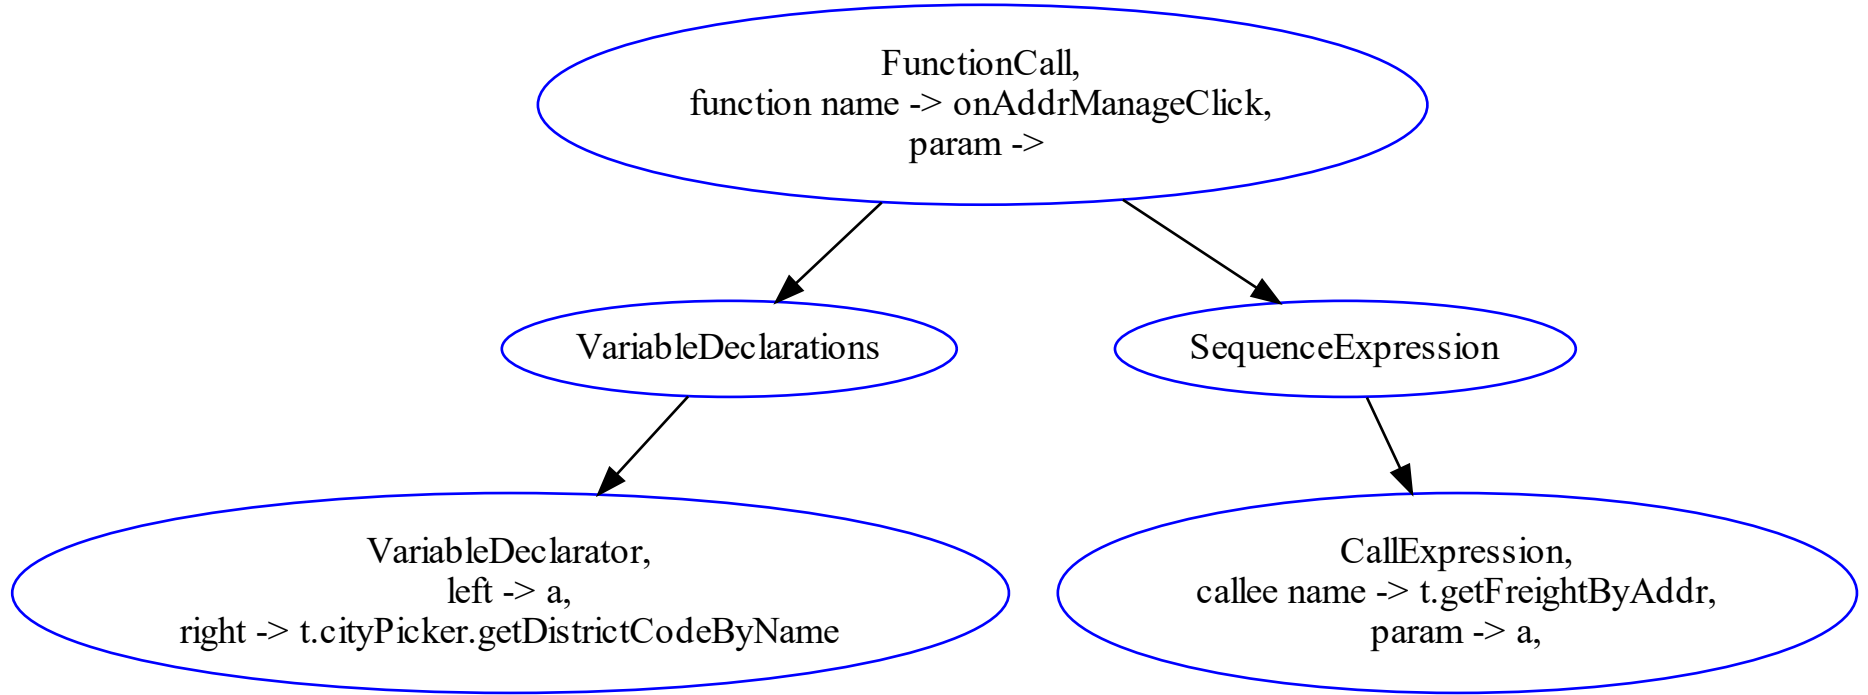 FunctionCall,
function name -> onAddrManageClick,
param ->
VariableDeclarations
SequenceExpression
VariableDeclarator,
left -> a,
right -> t.cityPicker.getDistrictCodeByName
CallExpression,
callee name -> t.getFreightByAddr,
param -> a,